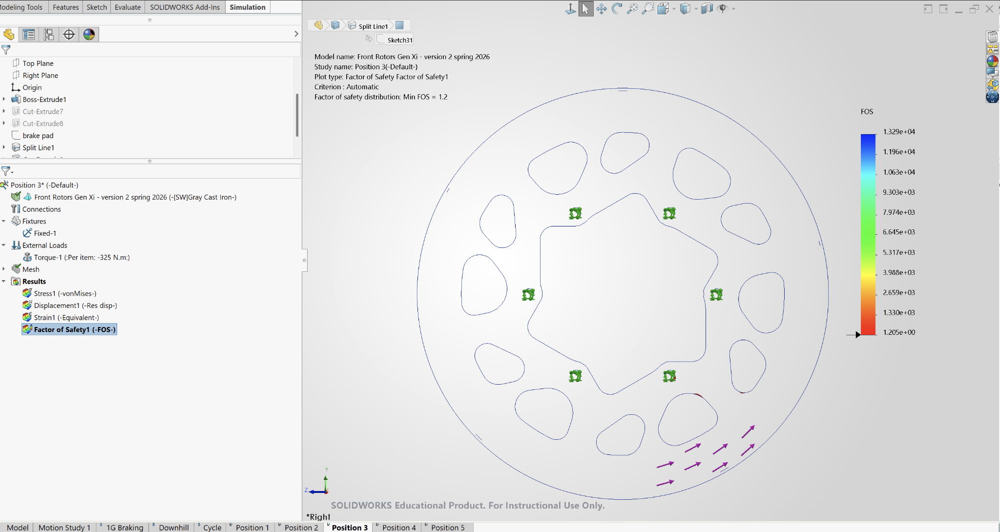 Modeling Tools Features Sketch Evaluate SOLIDWORKS Add-Ins Simulation
Top Plane
Right Plane
Origin
Boss-Extrude1
Cut-Extrude7
Cut-Extrude8
brake pad
Split Line1
Position 3* (-Default-)
Front Rotors Gen Xi - version 2 spring 2026 (-[SW]Gray Cast Iron-)
Connections
Fixtures
Fixed-1
External Loads
Torque-1 (:Per item: -325 N.m:)
Mesh
Results
Stress1 (-vonMises-)
Displacement1 (-Res disp-)
Strain1 (-Equivalent-)
Factor of Safety1 (-FOS-)
Split Line1
Sketch31
Model name: Front Rotors Gen Xi - version 2 spring 2026
Study name: Position 3(-Default-)
Plot type: Factor of Safety Factor of Safety1
Criterion : Automatic
Factor of safety distribution: Min FOS = 1.2
FOS
1.329e+04
1.196e+04
1.063e+04
9.303e+03
7.974e+03
6.645e+03
5.317e+03
3.988e+03
2.659e+03
1.330e+03
1.205e+00
Y
Z
SOLIDWORKS Educational Product. For Instructional Use Only.
*Right
Model Motion Study 1 1G Braking Downhill Cycle Position 1 Position 2 Position 3 Position 4 Position 5